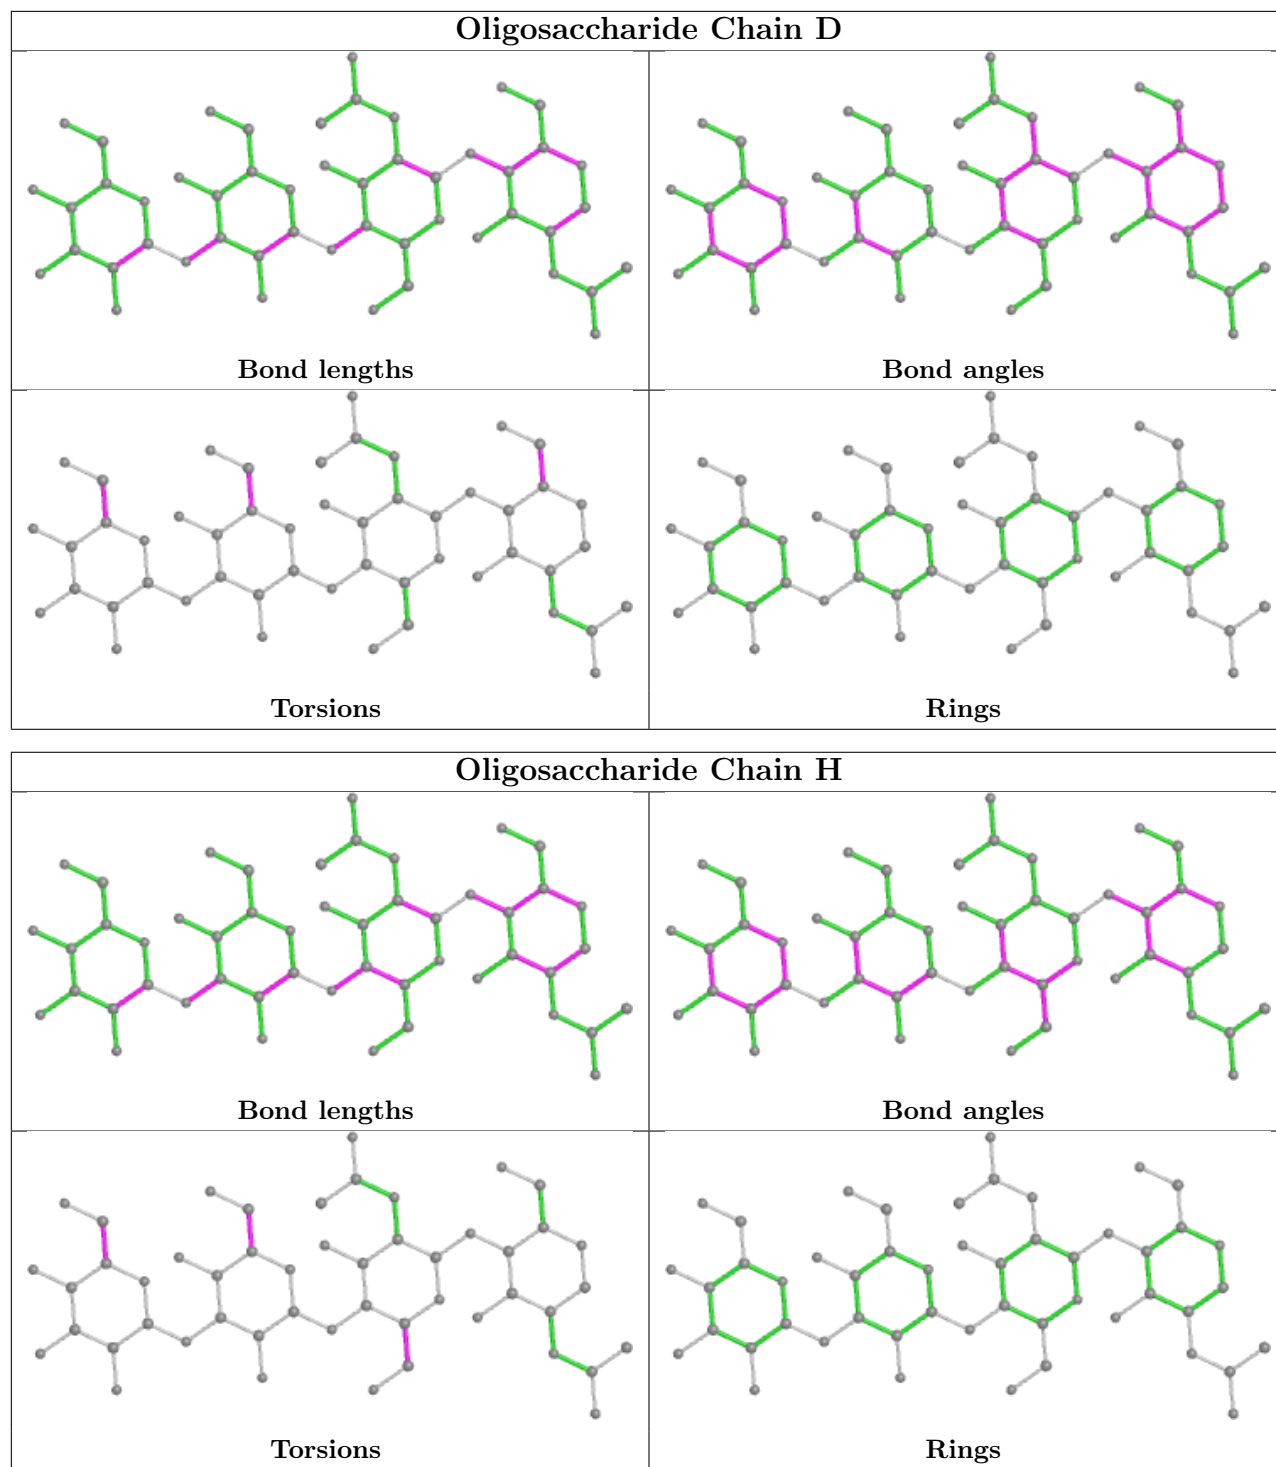 Oligosaccharide Chain D
Bond lengths
Bond angles
Torsions
Rings
Oligosaccharide Chain H
Bond lengths
Bond angles
Torsions
Rings